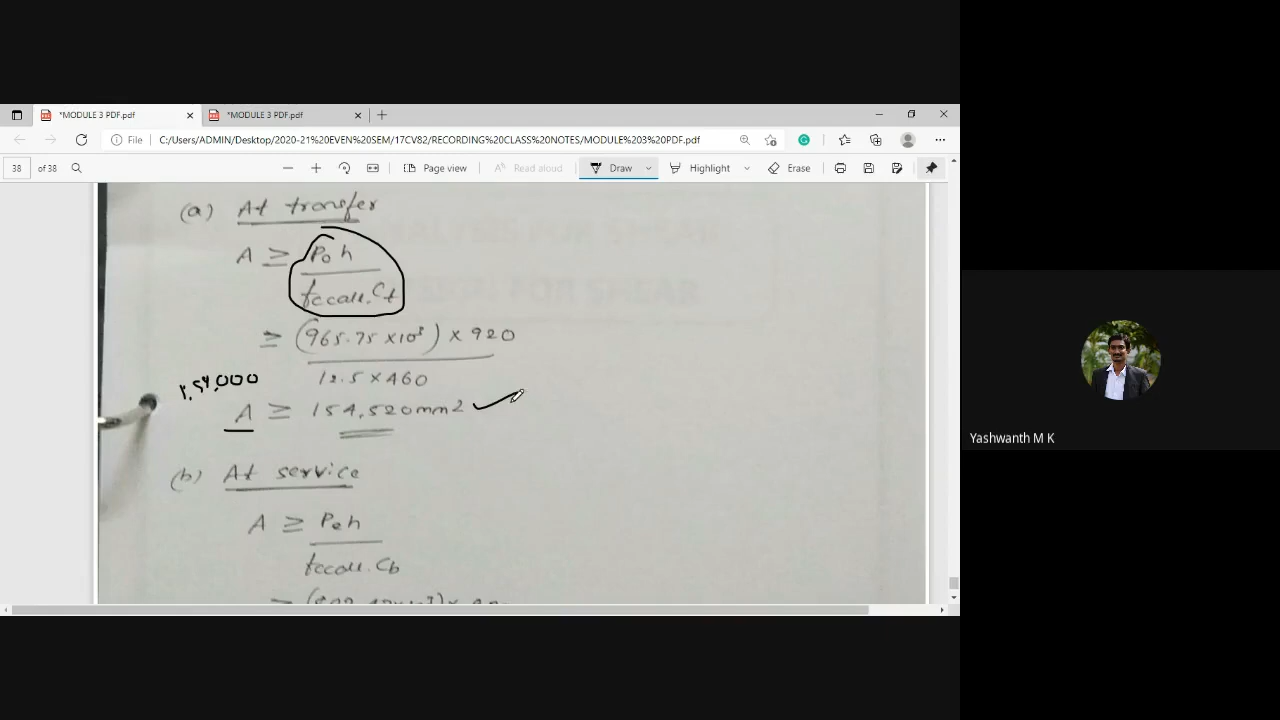 *MODULE 3 PDF.pdf
*MODULE 3 PDF.pdf
File C:/Users/ADMIN/Desktop/2020-21%20EVEN%20SEM/17CV82/RECORDING%20CLASS%20NOTES/MODULE%203%20PDF.pdf
38 of 38 Page view Read aloud Draw Highlight Erase
(a) At transfer
A ≥ Poh
fccall.Ct
≥ (965.75 x10³) x 920
12.5 x 460
1,54,000
A ≥ 154,520mm2
(b) At service
A ≥ Peh
fccall.Cb
Yashwanth M K